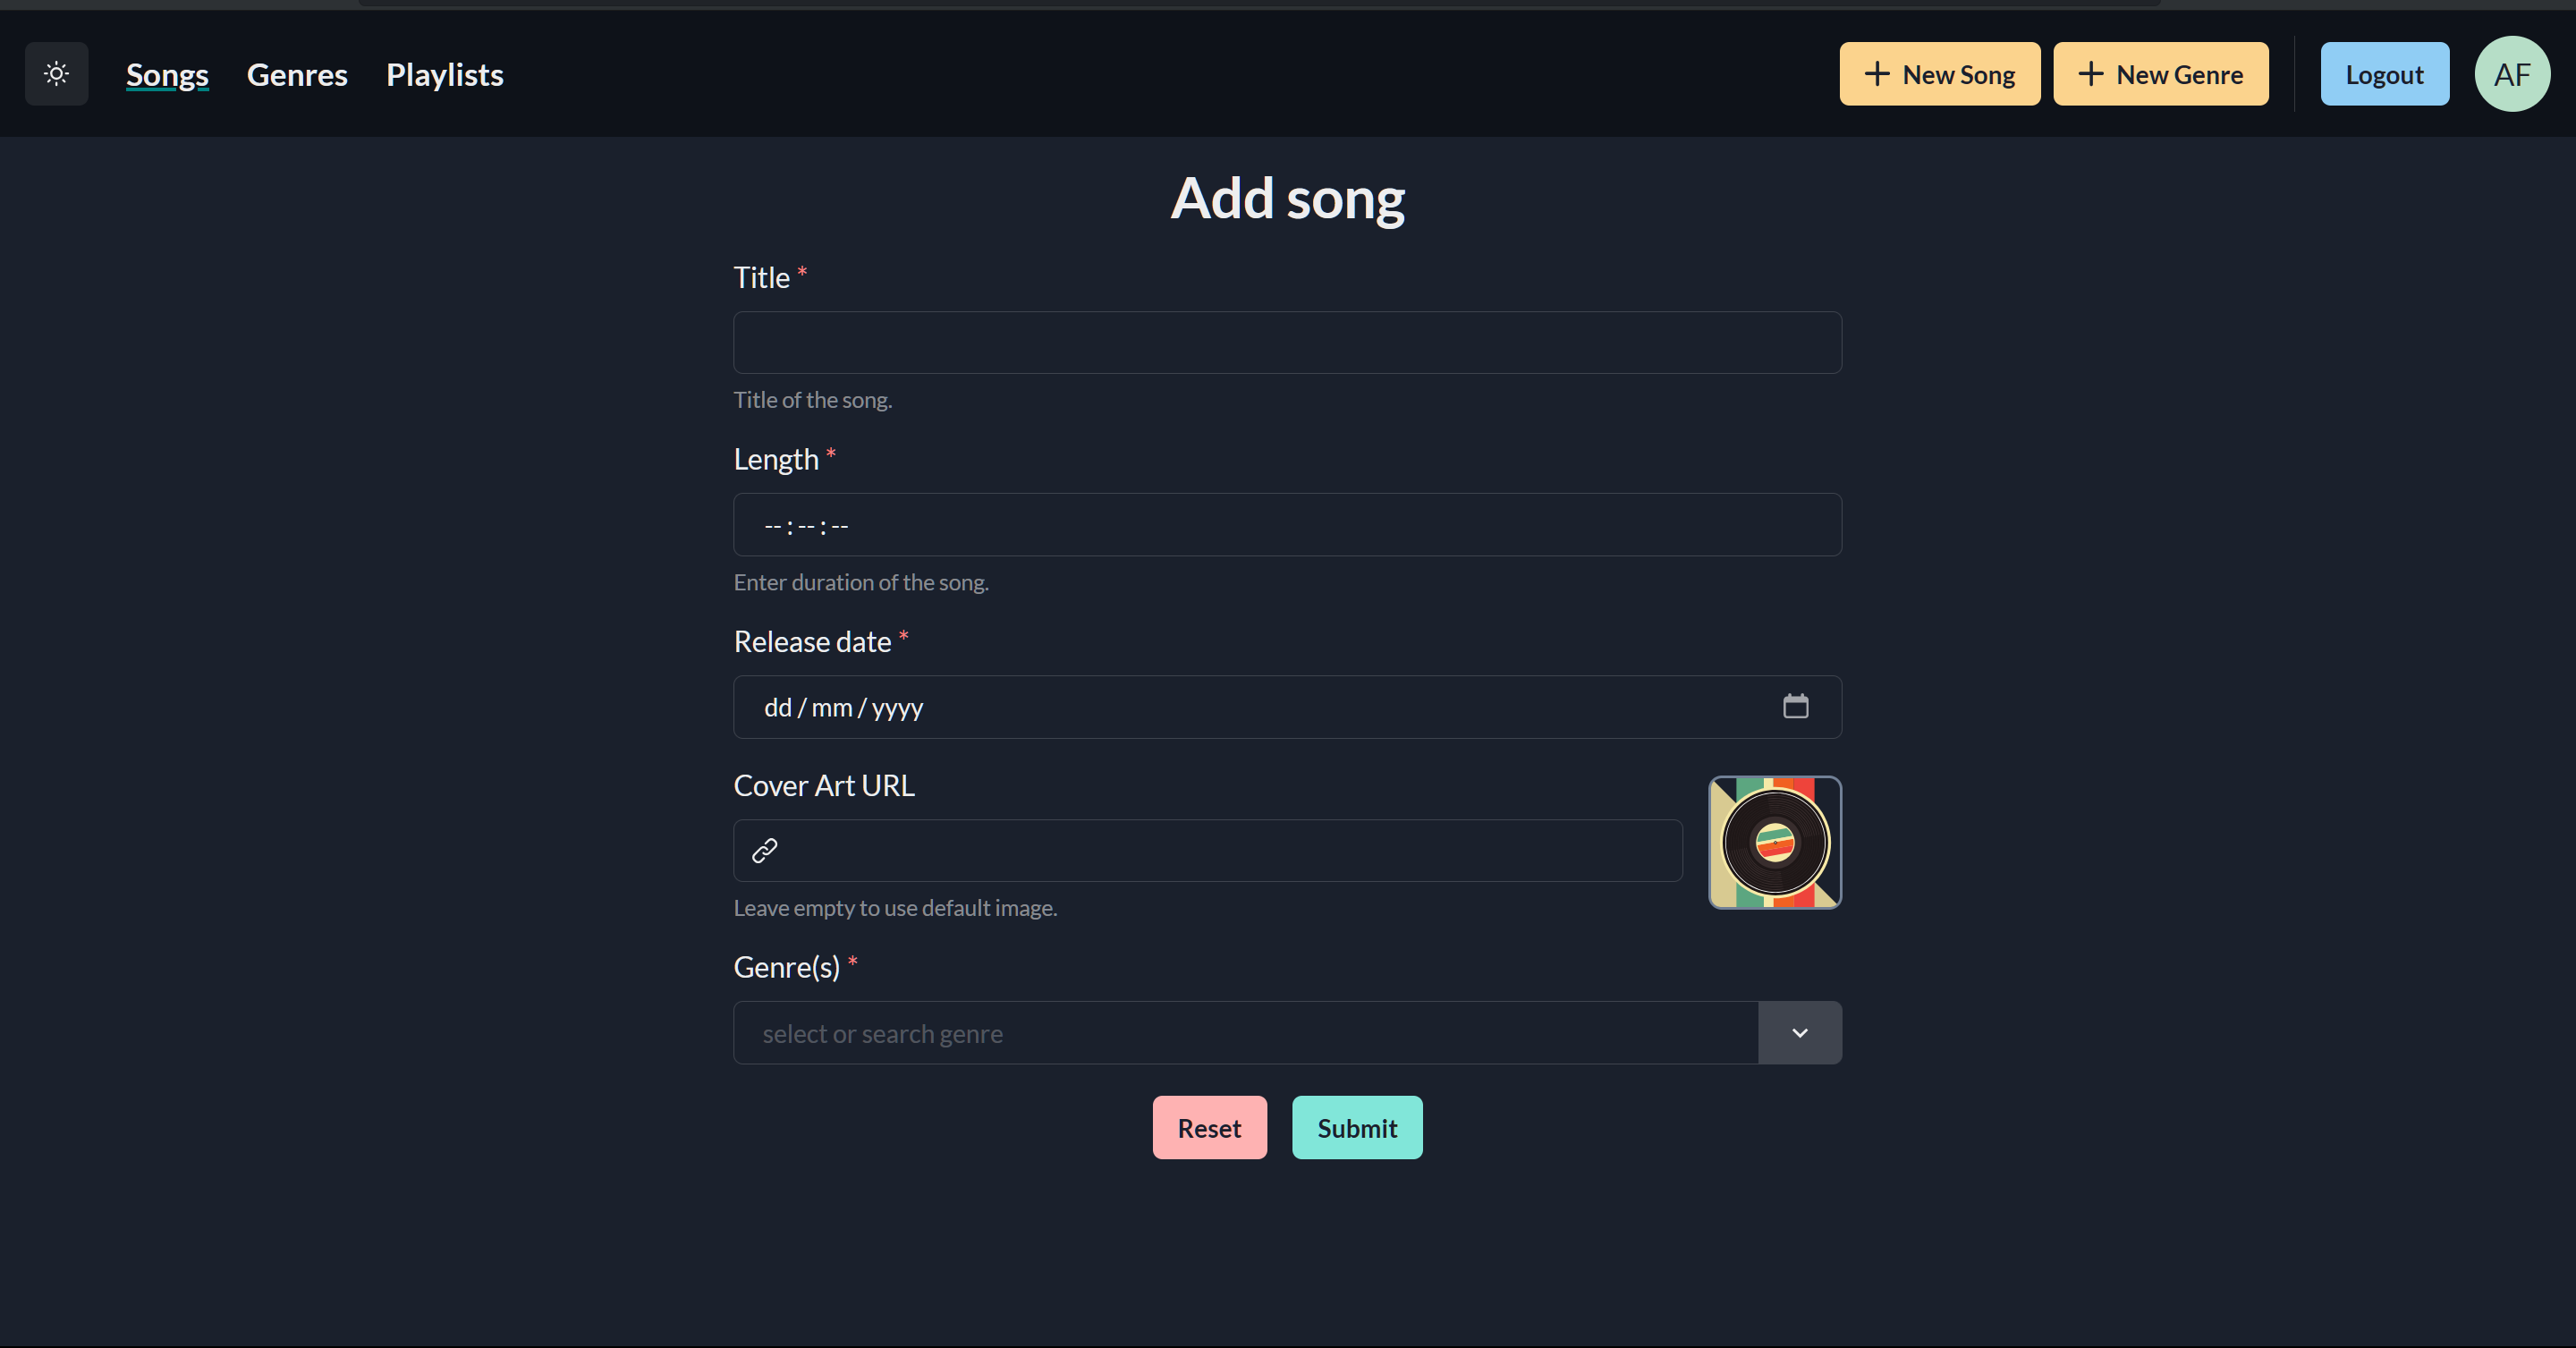 Songs Genres Playlists New Song New Genre Logout AF
Add song
Title *
Title of the song.
Length *
-- : -- : --
Enter duration of the song.
Release date *
dd / mm / yyyy
Cover Art URL
Leave empty to use default image.
Genre(s) *
select or search genre
Reset Submit